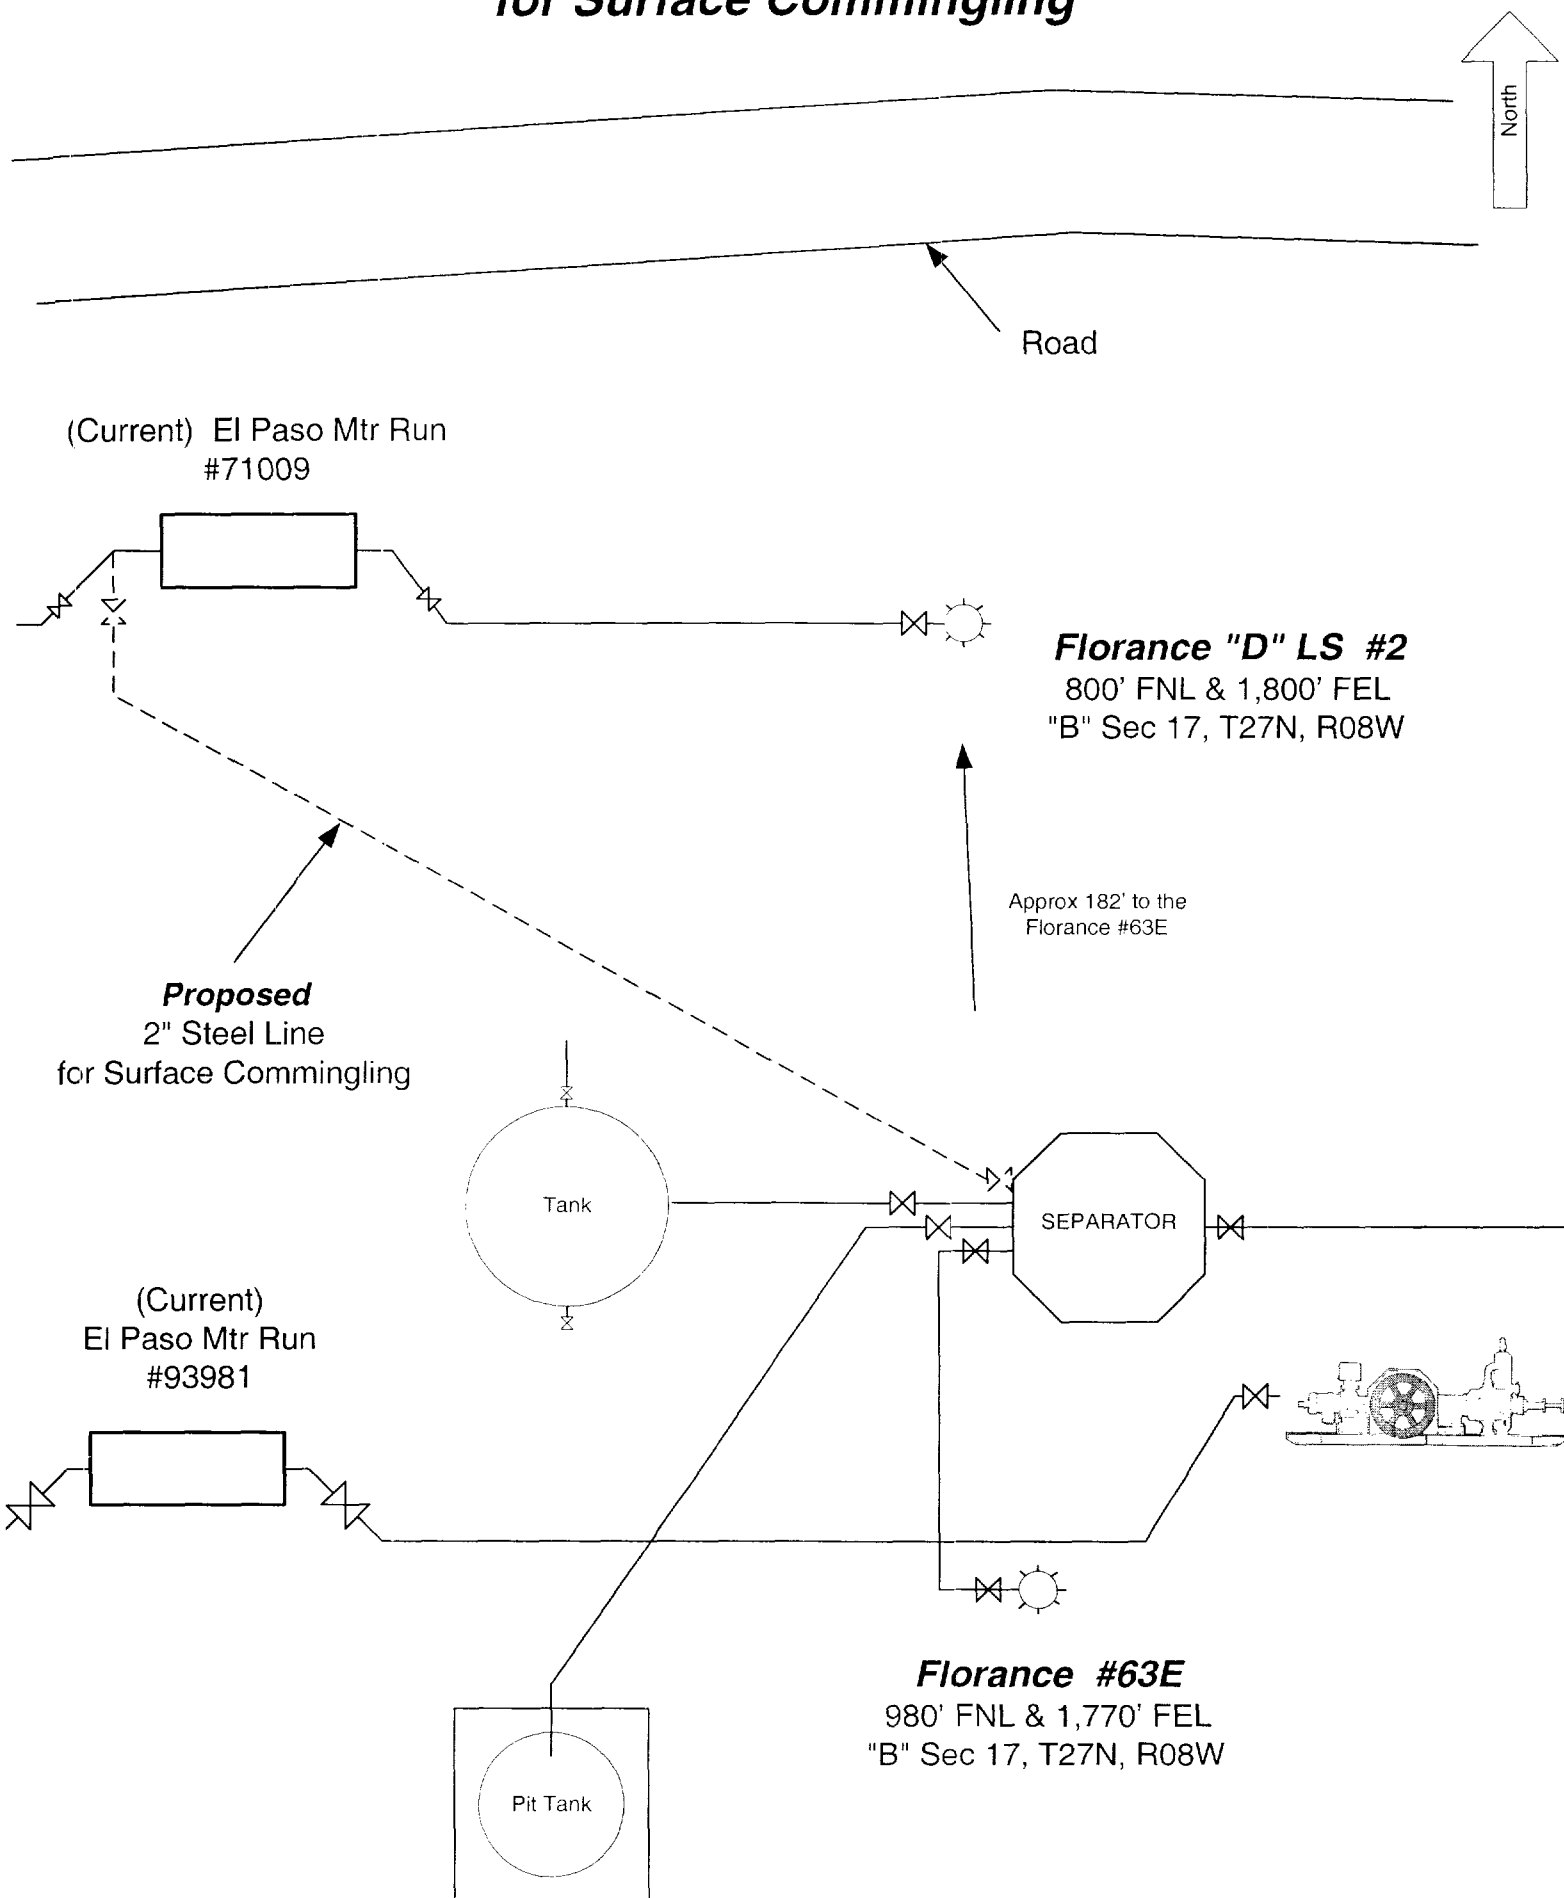 for Surface Commingling
North
Road
(Current) El Paso Mtr Run
#71009
Florance "D" LS #2
800' FNL & 1,800' FEL
"B" Sec 17, T27N, R08W
Approx 182' to the
Florance #63E
Proposed
2" Steel Line
for Surface Commingling
Tank
SEPARATOR
(Current)
El Paso Mtr Run
#93981
Florance #63E
980' FNL & 1,770' FEL
"B" Sec 17, T27N, R08W
Pit Tank